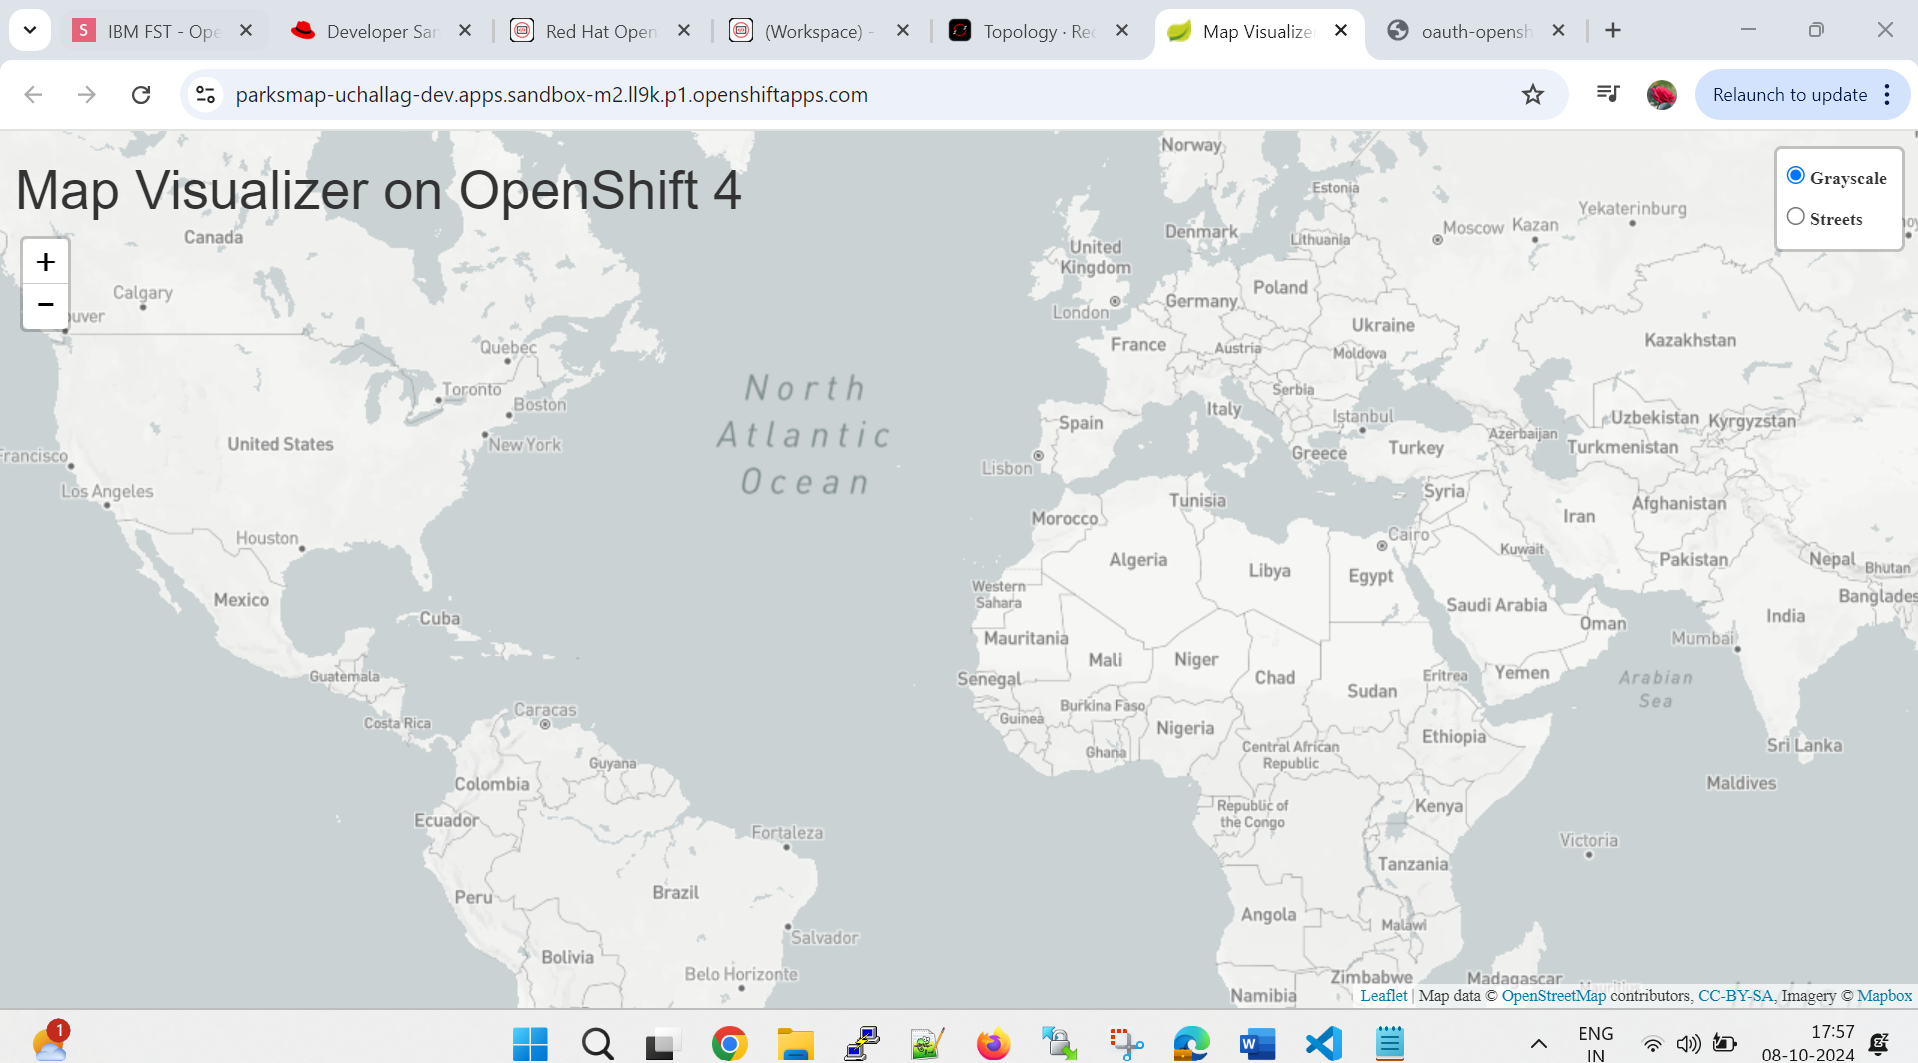 S IBM FST - Ope
Developer San
Red Hat Open
(Workspace) -
Topology · Rec
Map Visualizer
oauth-opensh
parksmap-uchallag-dev.apps.sandbox-m2.ll9k.p1.openshiftapps.com
Relaunch to update
Map Visualizer on OpenShift 4
+
−
Grayscale
Streets
Norway
Estonia
Yekaterinburg
Canada
Denmark
Lithuania
Moscow
Kazan
United
Kingdom
Calgary
Poland
Germany
London
uver
Ukraine
Kazakhstan
France
Austria
Moldova
Quebec
Toronto
Boston
North
Atlantic
Ocean
Serbia
Italy
Istanbul
Spain
Uzbekistan
Kyrgyzstan
Azerbaijan
Turkmenistan
United States
New York
Greece
Turkey
Francisco
Lisbon
Los Angeles
Tunisia
Syria
Afghanistan
Morocco
Iran
Houston
Cairo
Kuwait
Algeria
Libya
Egypt
Pakistan
Nepal
Bhutan
Western
Sahara
Mexico
Cuba
Saudi Arabia
Oman
India
Banglades
Mauritania
Mumbai
Mali
Niger
Chad
Sudan
Eritrea
Yemen
Arabian
Sea
Guatemala
Senegal
Burkina Faso
Costa Rica
Caracas
Guinea
Nigeria
Ghana
Central African
Republic
Ethiopia
Sri Lanka
Guyana
Colombia
Maldives
Ecuador
Republic of
the Congo
Kenya
Fortaleza
Victoria
Tanzania
Peru
Brazil
Angola
Malawi
Salvador
Bolivia
Belo Horizonte
Zimbabwe
Madagascar
Namibia
Leaflet | Map data © OpenStreetMap contributors, CC-BY-SA, Imagery © Mapbox
1
W
ENG
IN
17:57
08-10-2024